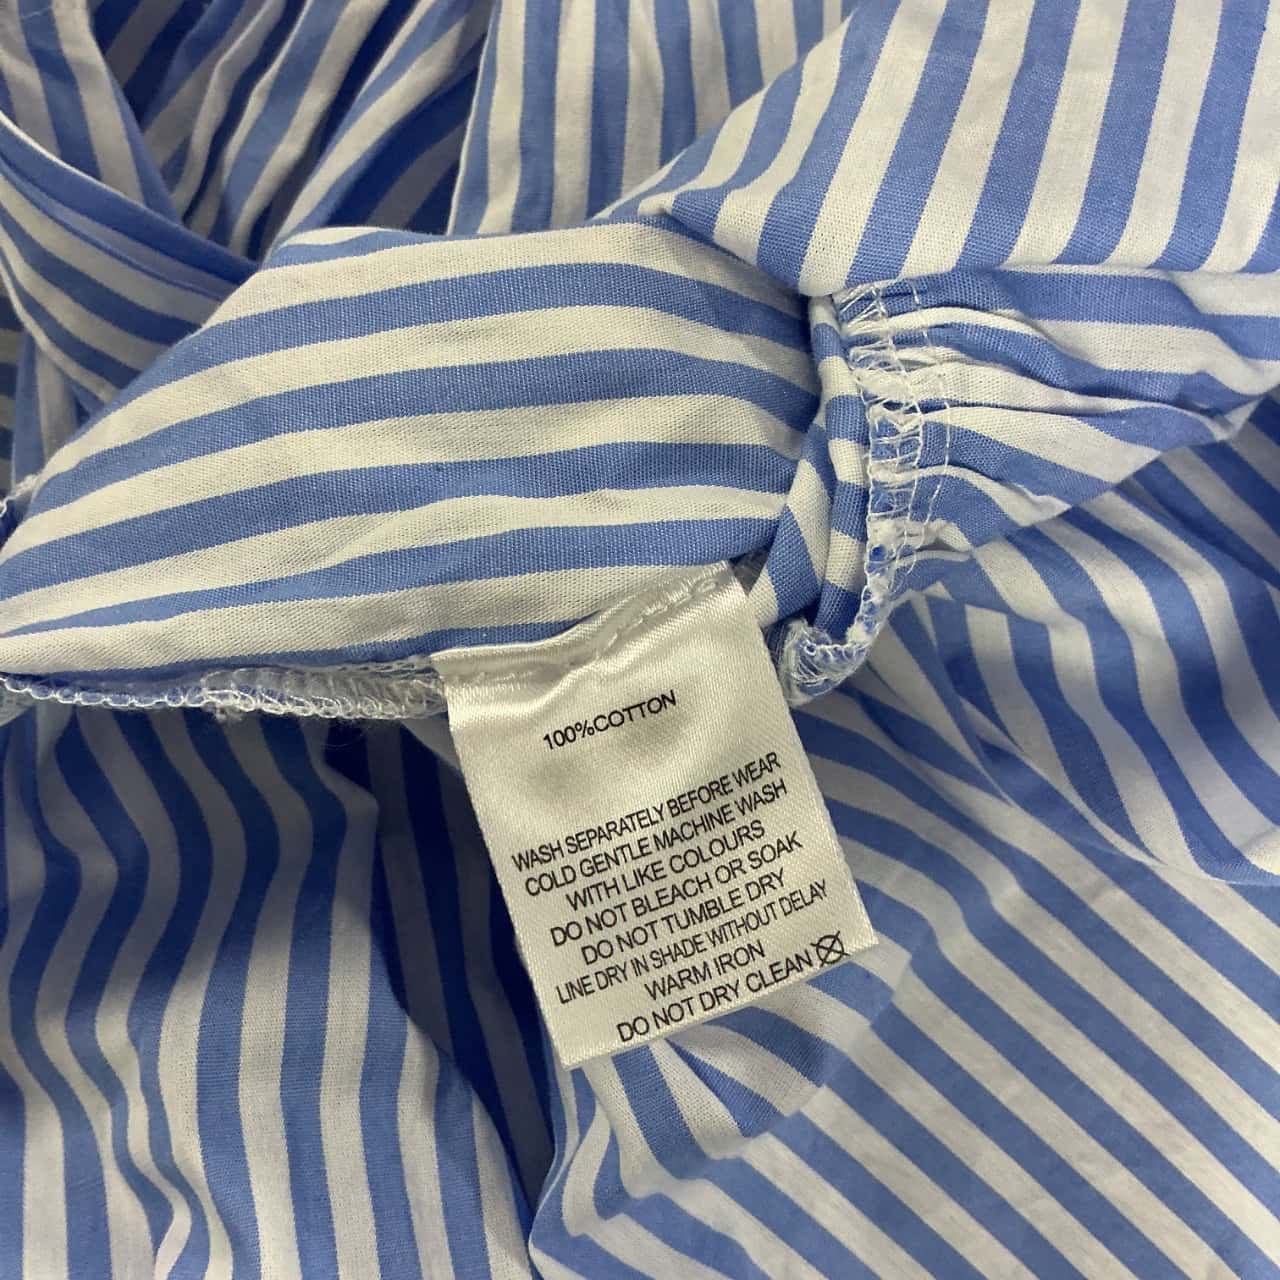 100%COTTON
WASH SEPARATELY BEFORE WEAR
COLD GENTLE MACHINE WASH
WITH LIKE COLOURS
DO NOT BLEACH OR SOAK
DO NOT TUMBLE DRY
LINE DRY IN SHADE WITHOUT DELAY
WARM IRON
DO NOT DRY CLEAN